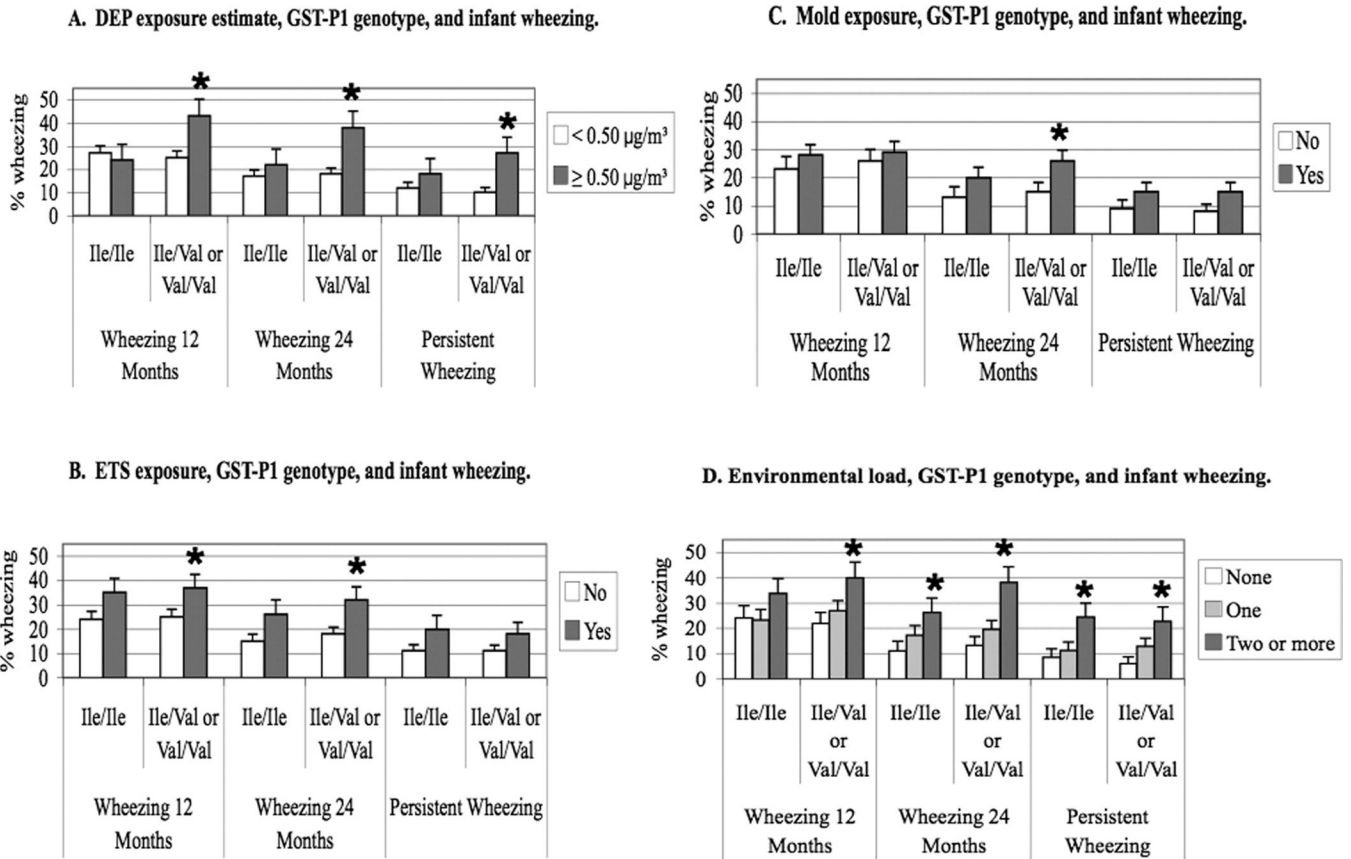 A. DEP exposure estimate, GST-P1 genotype, and infant wheezing.
% wheezing
50
40
30
20
10
0
* * *
< 0.50 µg/m³
≥ 0.50 µg/m³
Ile/Ile Ile/Val or Ile/Ile Ile/Val or Ile/Ile Ile/Val or
Val/Val Val/Val Val/Val
Wheezing 12 Wheezing 24 Persistent
Months Months Wheezing
B. ETS exposure, GST-P1 genotype, and infant wheezing.
% wheezing
50
40
30
20
10
0
* *
No
Yes
Ile/Ile Ile/Val or Ile/Ile Ile/Val or Ile/Ile Ile/Val or
Val/Val Val/Val Val/Val
Wheezing 12 Wheezing 24 Persistent Wheezing
Months Months
C. Mold exposure, GST-P1 genotype, and infant wheezing.
% wheezing
50
40
30
20
10
0
*
No
Yes
Ile/Ile Ile/Val or Ile/Ile Ile/Val or Ile/Ile Ile/Val or
Val/Val Val/Val Val/Val
Wheezing 12 Wheezing 24 Persistent Wheezing
Months Months
D. Environmental load, GST-P1 genotype, and infant wheezing.
% wheezing
50
40
30
20
10
0
* * * * *
None
One
Two or more
Ile/Ile Ile/Val Ile/Ile Ile/Val Ile/Ile Ile/Val
or or or
Val/Val Val/Val Val/Val
Wheezing 12 Wheezing 24 Persistent
Months Months Wheezing